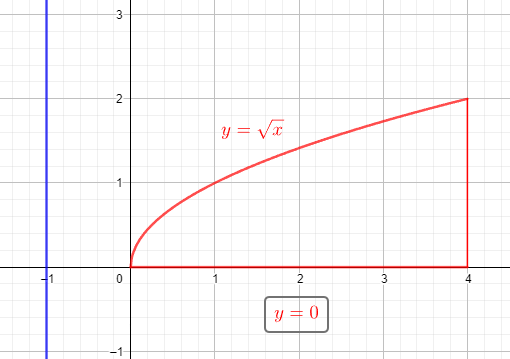 3
2
y = √x
1
−1 0 1 2 3 4
y = 0
−1